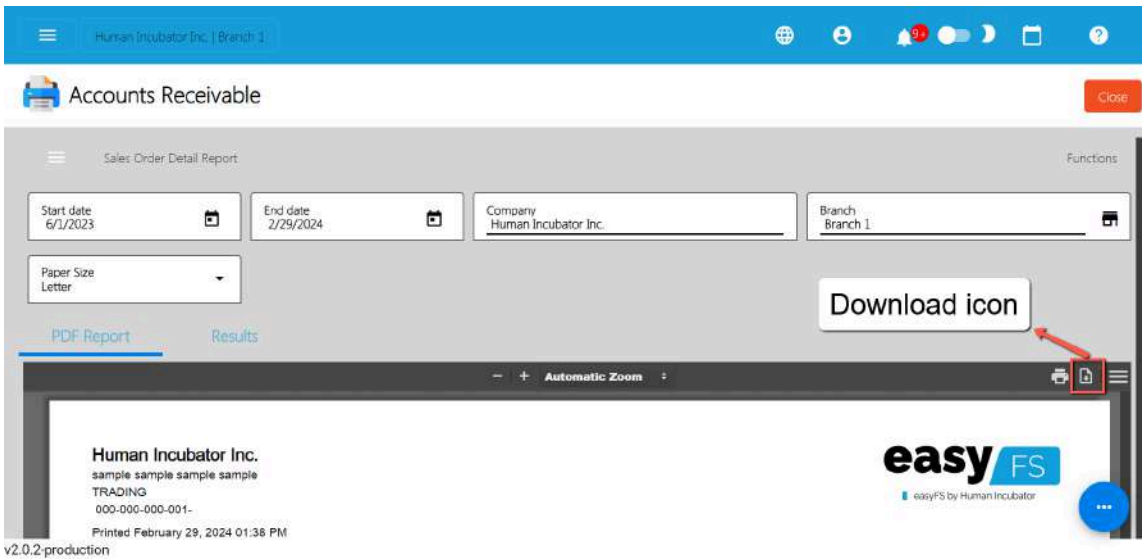 Human Incubator Inc. | Branch 1
9+
Accounts Receivable
Close
Sales Order Detail Report
Functions
Start date
6/1/2023
End date
2/29/2024
Company
Human Incubator Inc.
Branch
Branch 1
Paper Size
Letter
Download icon
PDF Report
Results
Automatic Zoom
Human Incubator Inc.
sample sample sample sample
TRADING
000-000-000-001-
Printed February 29, 2024 01:38 PM
easyFS
easyFS by Human Incubator
v2.0.2-production